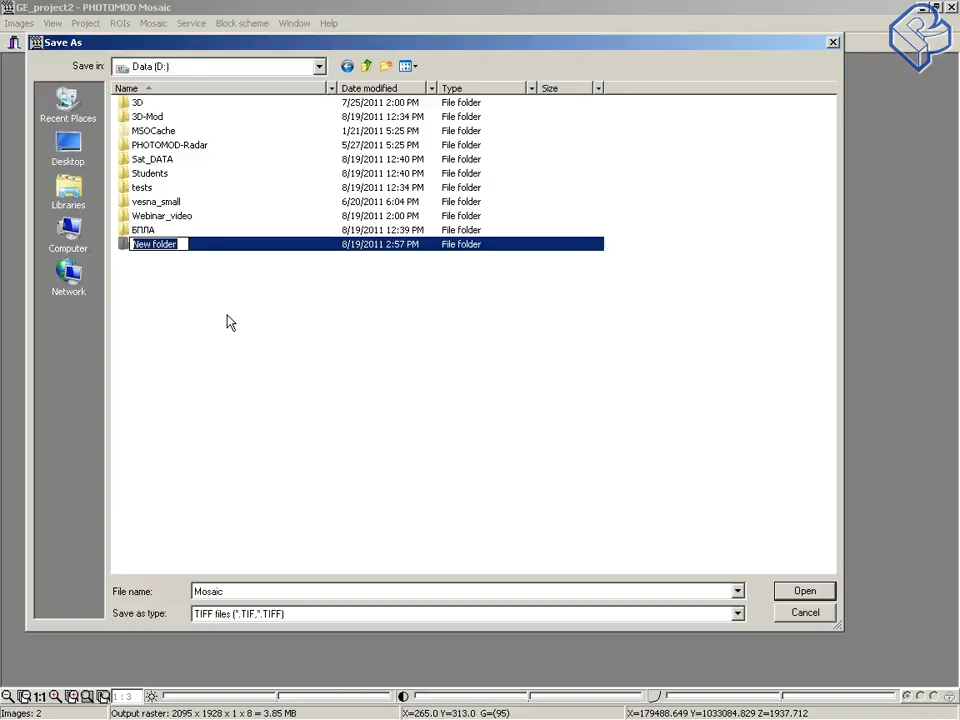 GE_project2 - PHOTOMOD Mosaic
Images View Project ROIs Mosaic Service Block scheme Window Help
Save As
Save in: Data (D:)
Name Date modified Type Size
3D 7/25/2011 2:00 PM File folder
3D-Mod 8/19/2011 12:34 PM File folder
MSOCache 1/21/2011 5:25 PM File folder
PHOTOMOD-Radar 5/27/2011 5:25 PM File folder
Sat_DATA 8/19/2011 12:40 PM File folder
Students 8/19/2011 12:40 PM File folder
tests 8/19/2011 12:34 PM File folder
vesna_small 6/20/2011 6:04 PM File folder
Webinar_video 8/19/2011 2:00 PM File folder
БПЛА 8/19/2011 12:39 PM File folder
New folder 8/19/2011 2:57 PM File folder
Recent Places
Desktop
Libraries
Computer
Network
File name: Mosaic Open
Save as type: TIFF files (*.TIF,*.TIFF) Cancel
1:1 1 : 3
Images: 2 Output raster: 2095 x 1928 x 1 x 8 = 3.85 MB X=265.0 Y=313.0 G=(95) X=179488.649 Y=1033084.829 Z=1937.712